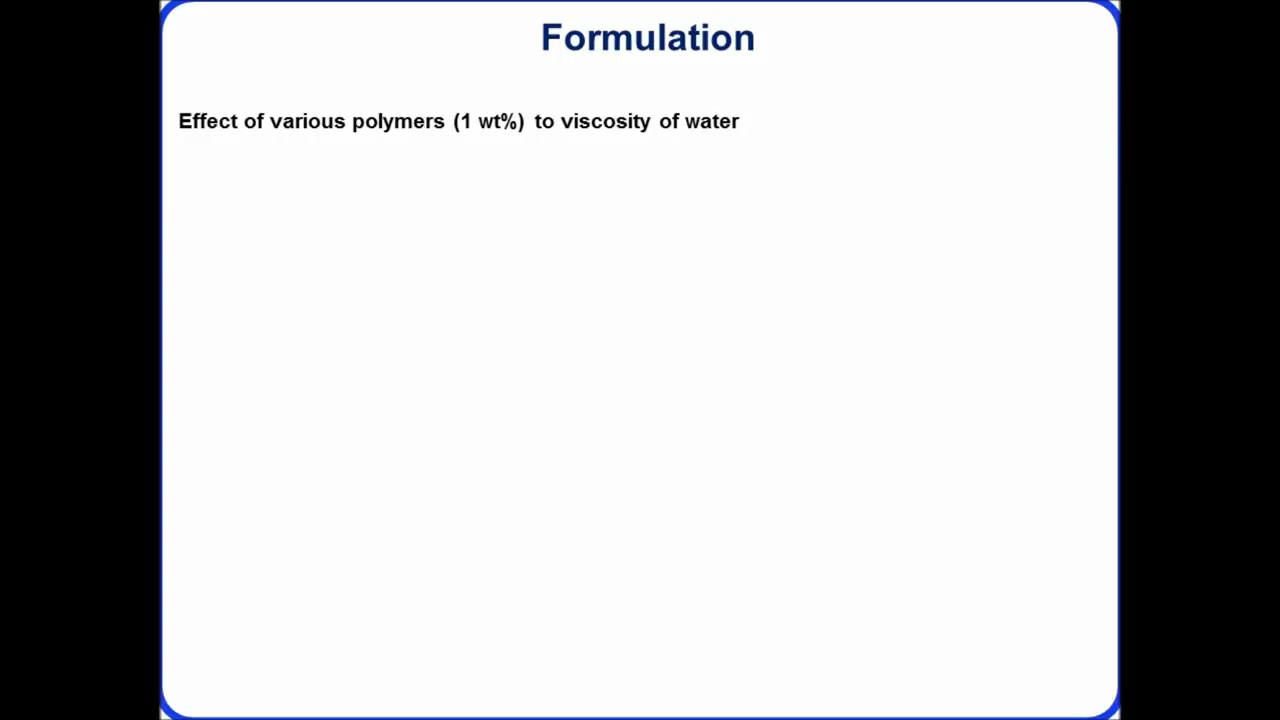 Formulation
Effect of various polymers (1 wt%) to viscosity of water